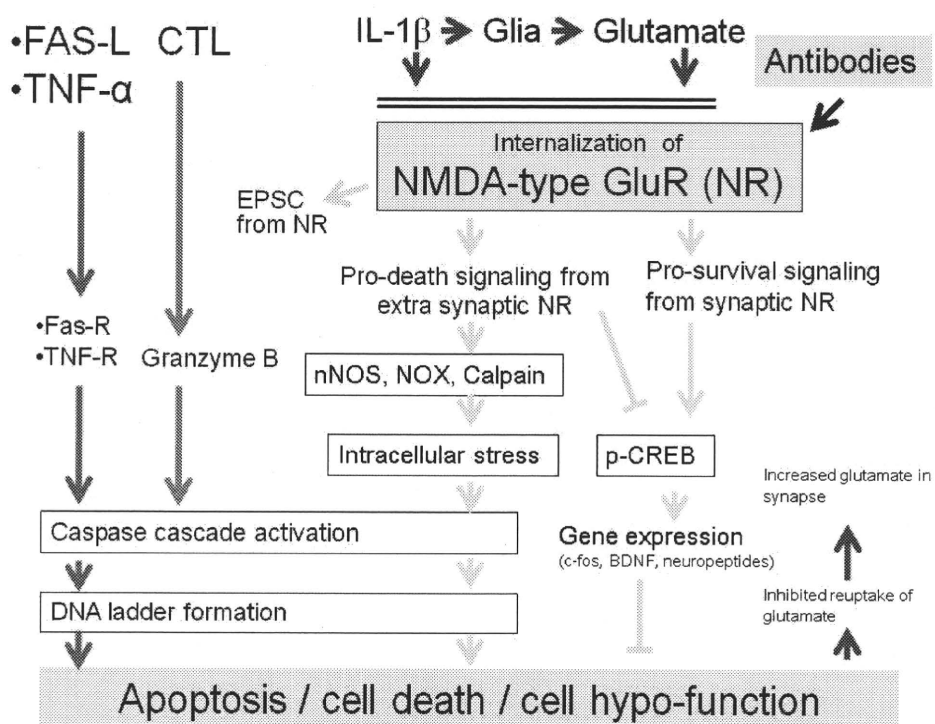 •FAS-L CTL
•TNF-α
IL-1β Glia Glutamate
Antibodies
Internalization of
NMDA-type GluR (NR)
EPSC
from NR
Pro-death signaling from
extra synaptic NR
Pro-survival signaling
from synaptic NR
•Fas-R
•TNF-R
Granzyme B
nNOS, NOX, Calpain
Intracellular stress
p-CREB
Increased glutamate in
synapse
Caspase cascade activation
Gene expression
(c-fos, BDNF, neuropeptides)
DNA ladder formation
Inhibited reuptake of
glutamate
Apoptosis / cell death / cell hypo-function